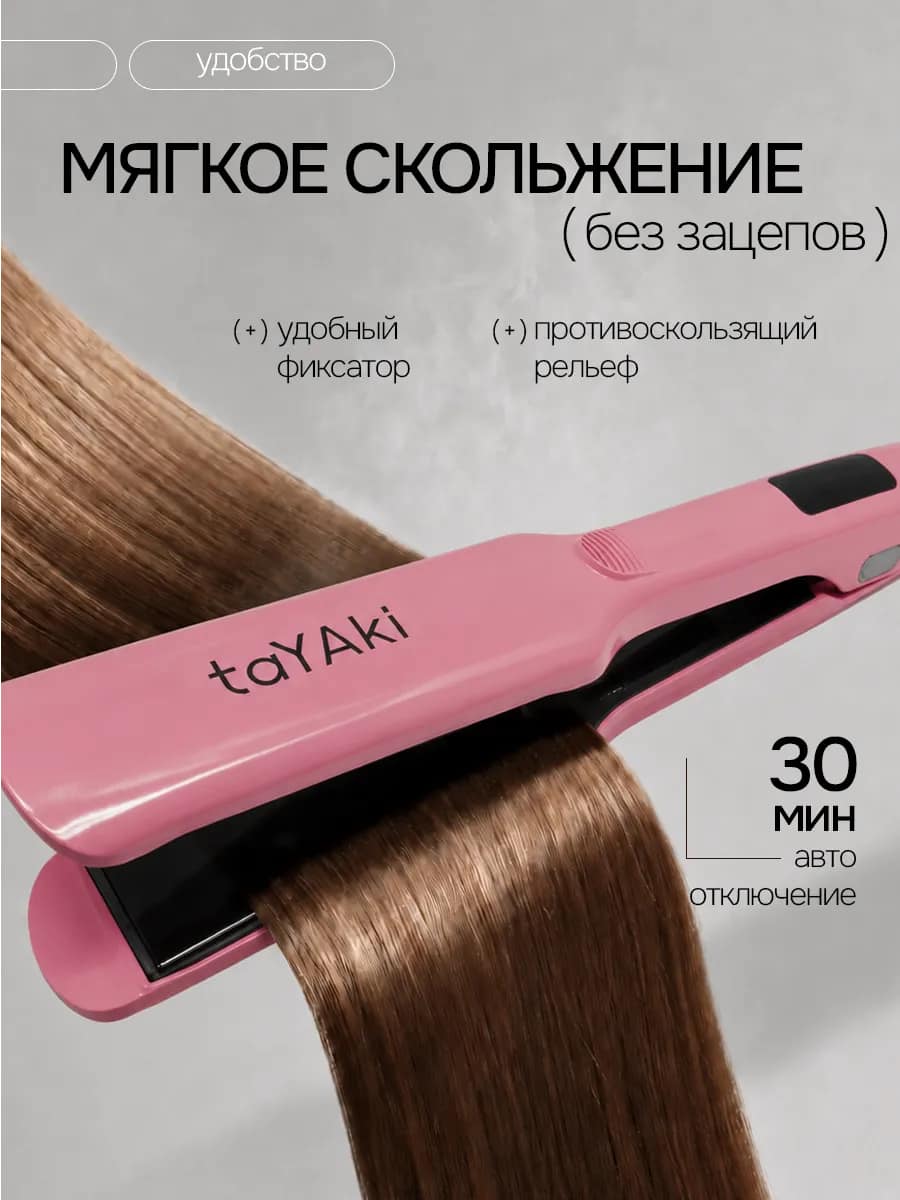 удобство
МЯГКОЕ СКОЛЬЖЕНИЕ
(без зацепов)
(+) удобный
фиксатор
(+) противоскользящий
рельеф
taYAki
30
мин
авто
отключение